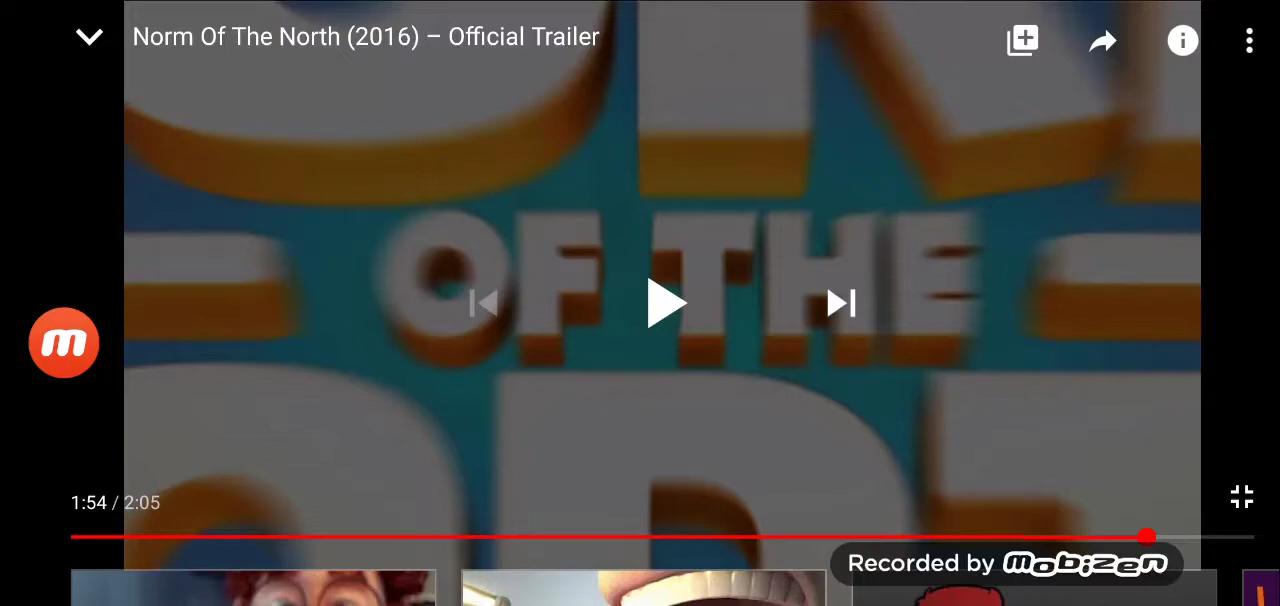 Norm Of The North (2016) – Official Trailer
OF THE
m
1:54 / 2:05
Recorded by mobizen